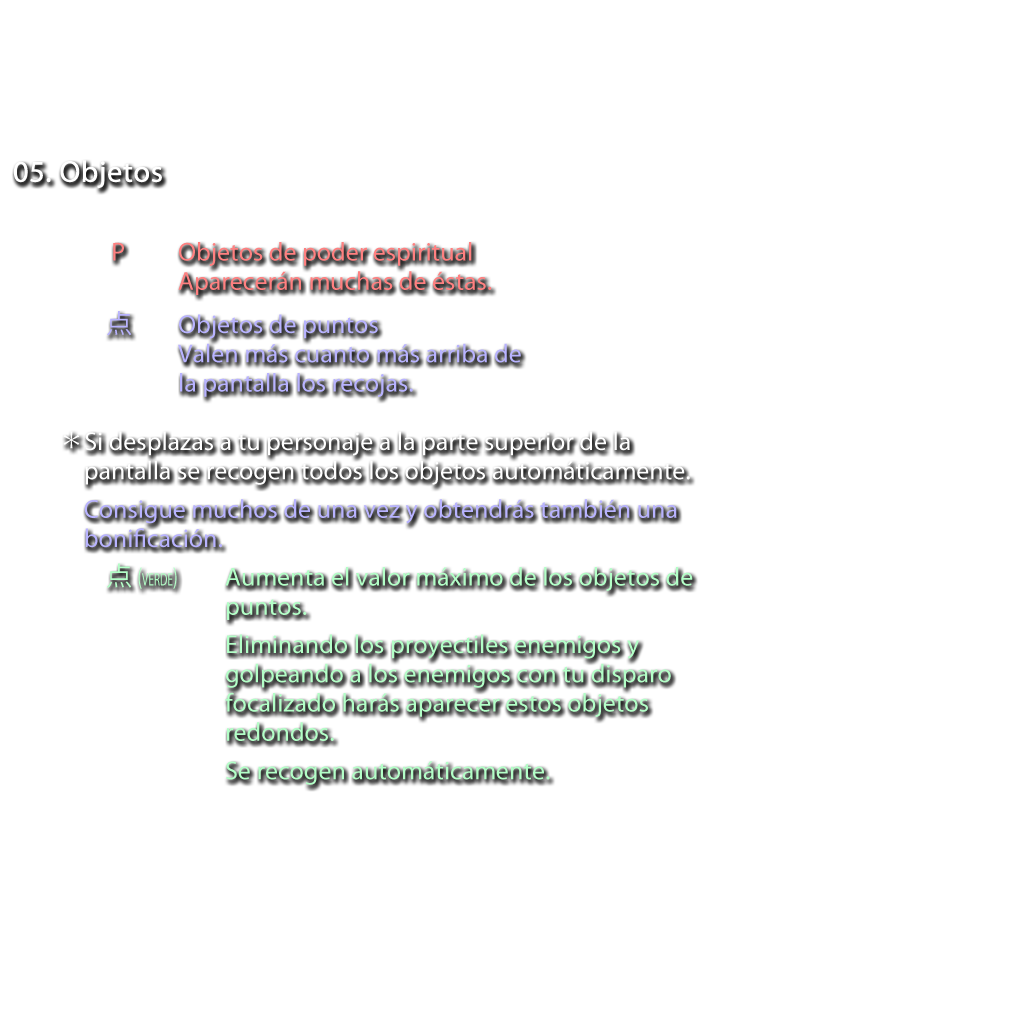 05. Objetos
P Objetos de poder espiritual
Aparecerán muchas de éstas.
点 Objetos de puntos
Valen más cuanto más arriba de
la pantalla los recojas.
＊Si desplazas a tu personaje a la parte superior de la
pantalla se recogen todos los objetos automáticamente.
Consigue muchos de una vez y obtendrás también una
bonificación.
点 (VERDE) Aumenta el valor máximo de los objetos de
puntos.
Eliminando los proyectiles enemigos y
golpeando a los enemigos con tu disparo
focalizado harás aparecer estos objetos
redondos.
Se recogen automáticamente.